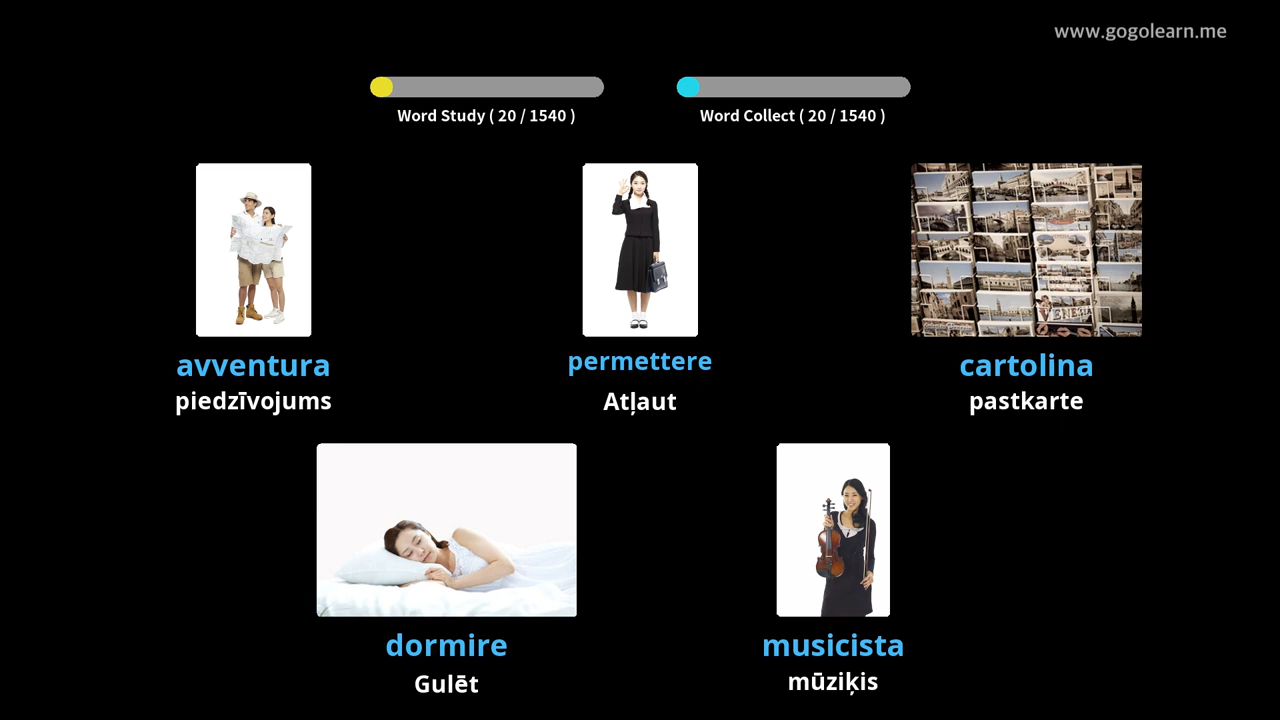 www.gogolearn.me
Word Study ( 20 / 1540 )
Word Collect ( 20 / 1540 )
avventura
piedzīvojums
permettere
Atļaut
cartolina
pastkarte
VENEZIA
dormire
Gulēt
musicista
mūziķis